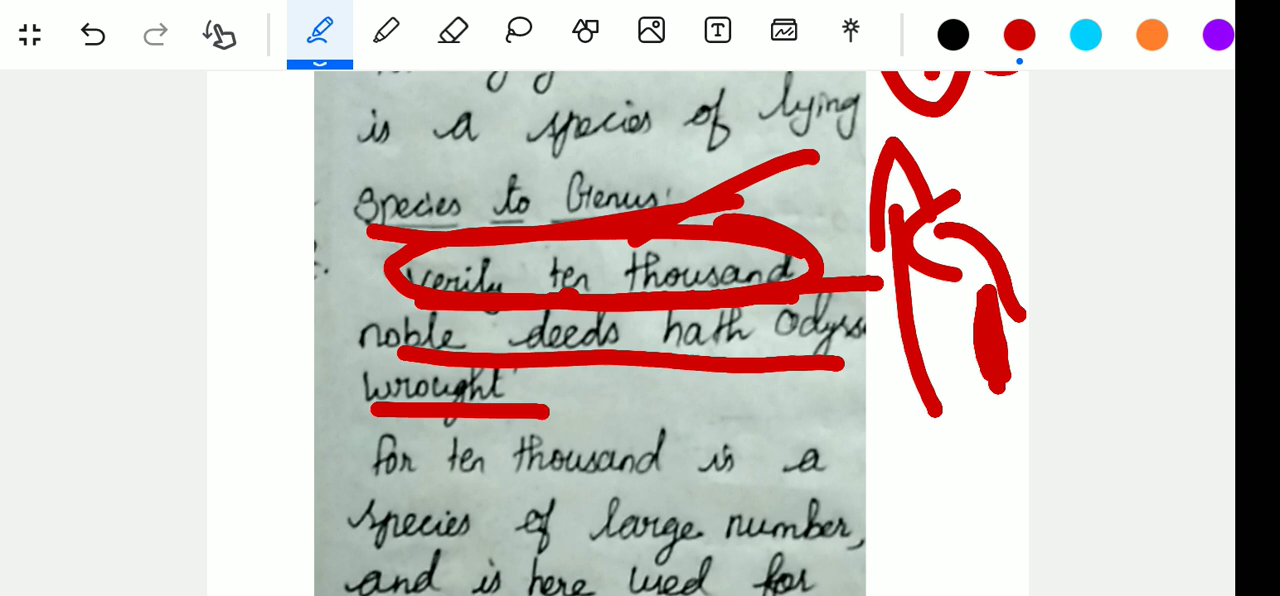 is a species of lying
Species to Genus'
Verily ten thousand
noble deeds hath Odyss
wrought'
for ten thousand is a
species of large number,
and is here used for